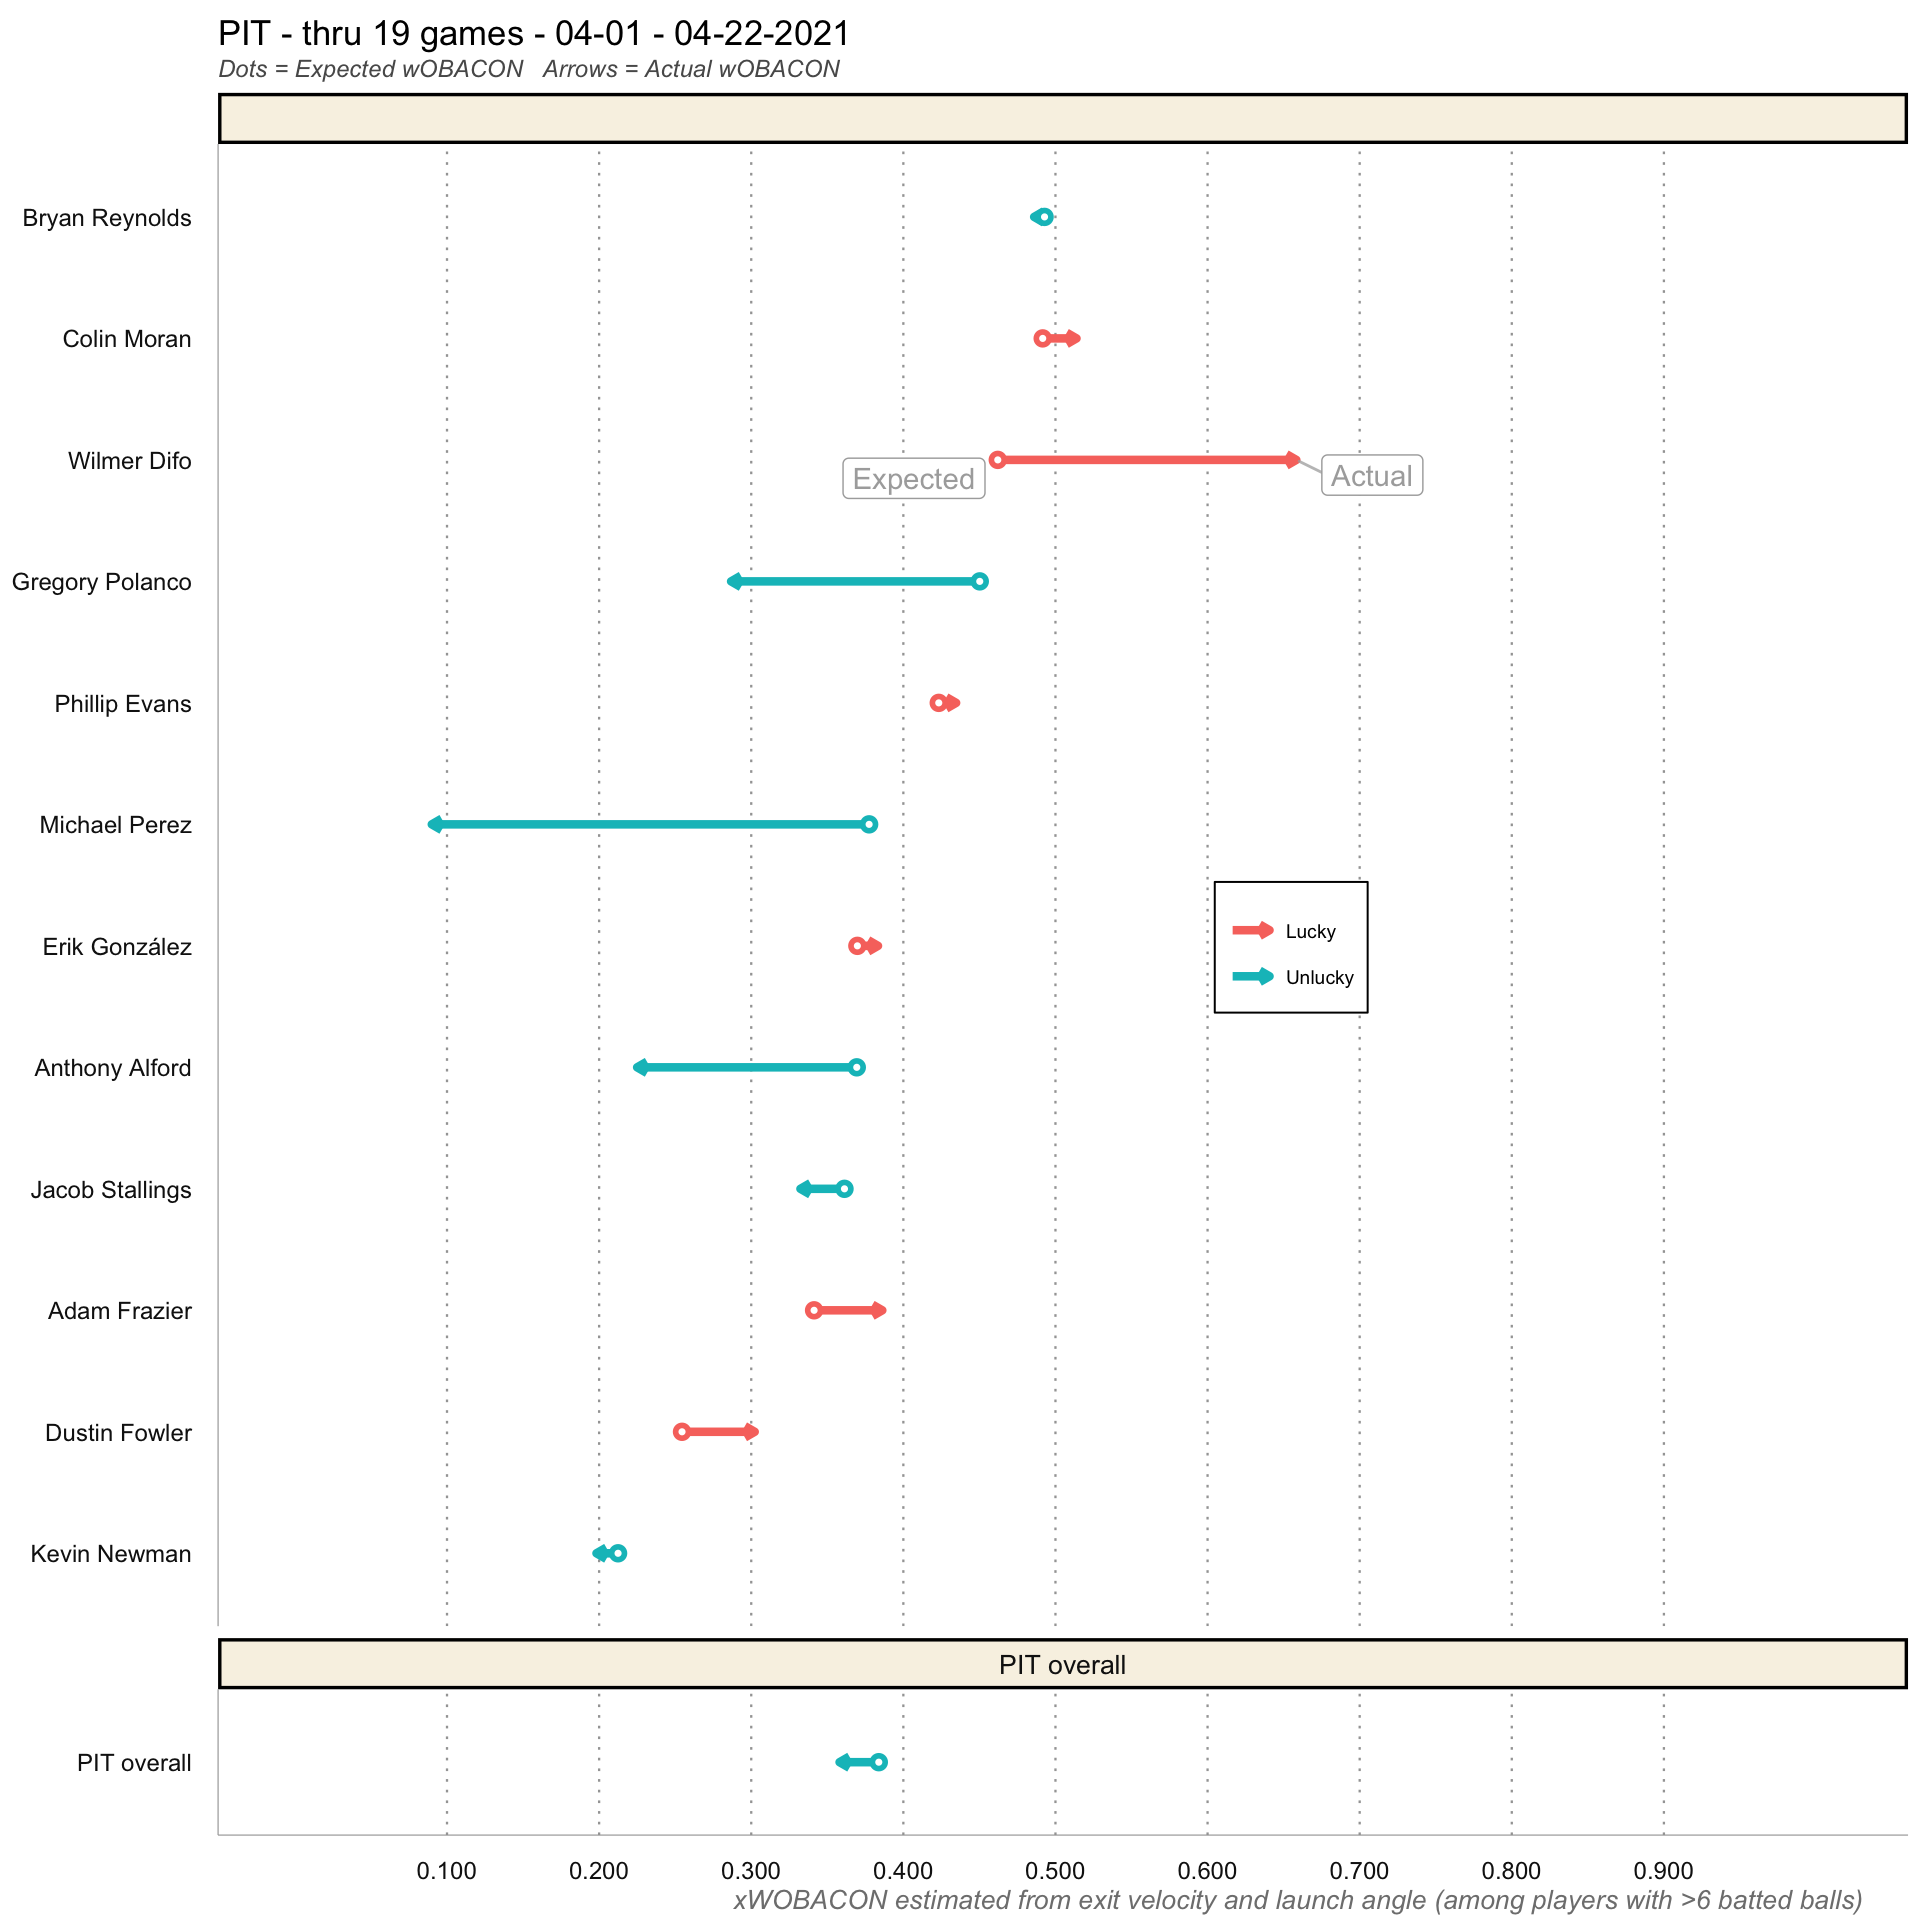 PIT - thru 19 games - 04-01 - 04-22-2021
Dots = Expected wOBACON   Arrows = Actual wOBACON
Bryan Reynolds
Colin Moran
Wilmer Difo
Expected
Actual
Gregory Polanco
Phillip Evans
Michael Perez
Erik González
Lucky
Unlucky
Anthony Alford
Jacob Stallings
Adam Frazier
Dustin Fowler
Kevin Newman
PIT overall
PIT overall
0.100 0.200 0.300 0.400 0.500 0.600 0.700 0.800 0.900
xWOBACON estimated from exit velocity and launch angle (among players with >6 batted balls)